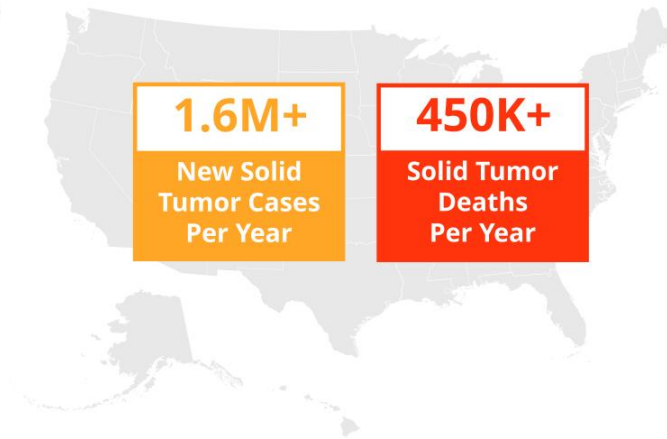 1.6M+
New Solid
Tumor Cases
Per Year
450K+
Solid Tumor
Deaths
Per Year